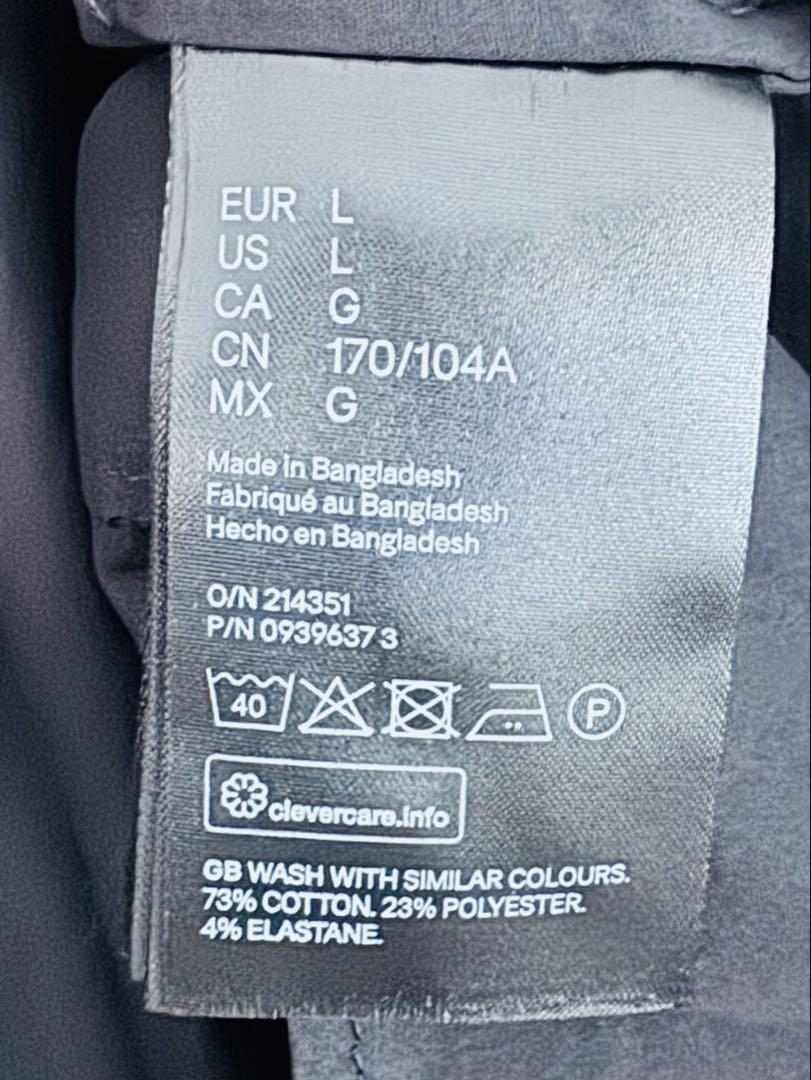 EUR L
US L
CA G
CN 170/104A
MX G
Made in Bangladesh
Fabriqué au Bangladesh
Hecho en Bangladesh
O/N 214351
P/N 0939637 3
40 P
clevercare.info
GB WASH WITH SIMILAR COLOURS.
73% COTTON. 23% POLYESTER.
4% ELASTANE.